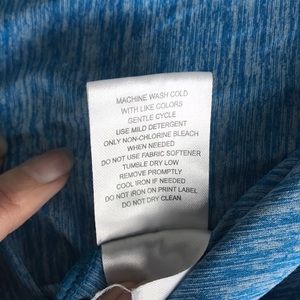 MACHINE WASH COLD
WITH LIKE COLORS
GENTLE CYCLE
USE MILD DETERGENT
ONLY NON-CHLORINE BLEACH
WHEN NEEDED
DO NOT USE FABRIC SOFTENER
TUMBLE DRY LOW
REMOVE PROMPTLY
COOL IRON IF NEEDED
DO NOT IRON ON PRINT LABEL
DO NOT DRY CLEAN